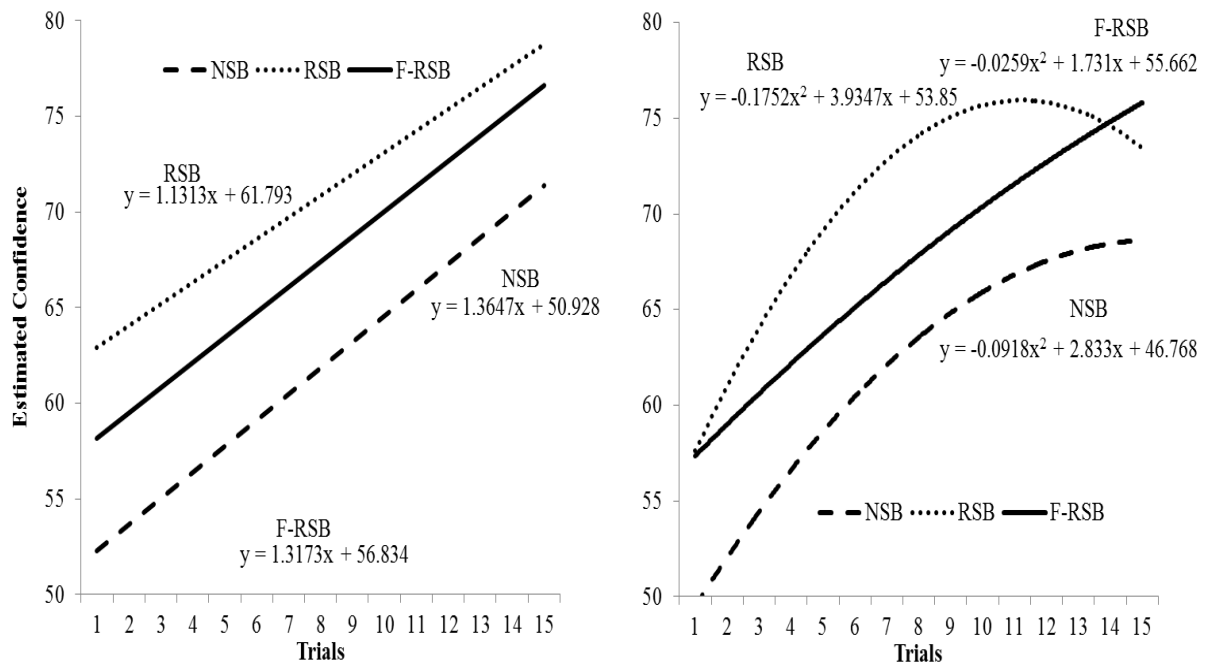 80
NSB RSB F-RSB
75
RSB
y = 1.1313x + 61.793
70
NSB
y = 1.3647x + 50.928
65
60
55
F-RSB
y = 1.3173x + 56.834
50
1 2 3 4 5 6 7 8 9 10 11 12 13 14 15
Trials
Estimated Confidence
80
F-RSB
y = -0.0259x² + 1.731x + 55.662
RSB
y = -0.1752x² + 3.9347x + 53.85
75
70
65
NSB
y = -0.0918x² + 2.833x + 46.768
60
55
NSB RSB F-RSB
50
1 2 3 4 5 6 7 8 9 10 11 12 13 14 15
Trials